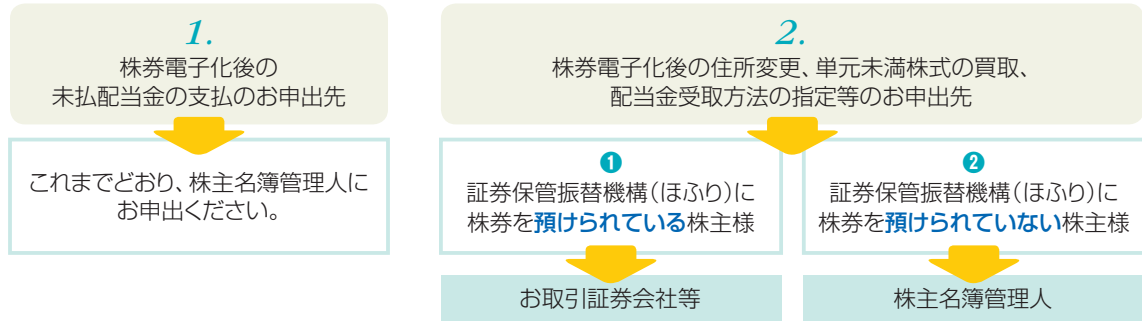 1.
株券電子化後の
未払配当金の支払のお申出先
これまでどおり、株主名簿管理人に
お申出ください。
2.
株券電子化後の住所変更、単元未満株式の買取、
配当金受取方法の指定等のお申出先
❶
証券保管振替機構(ほふり)に
株券を預けられている株主様
お取引証券会社等
❷
証券保管振替機構(ほふり)に
株券を預けられていない株主様
株主名簿管理人